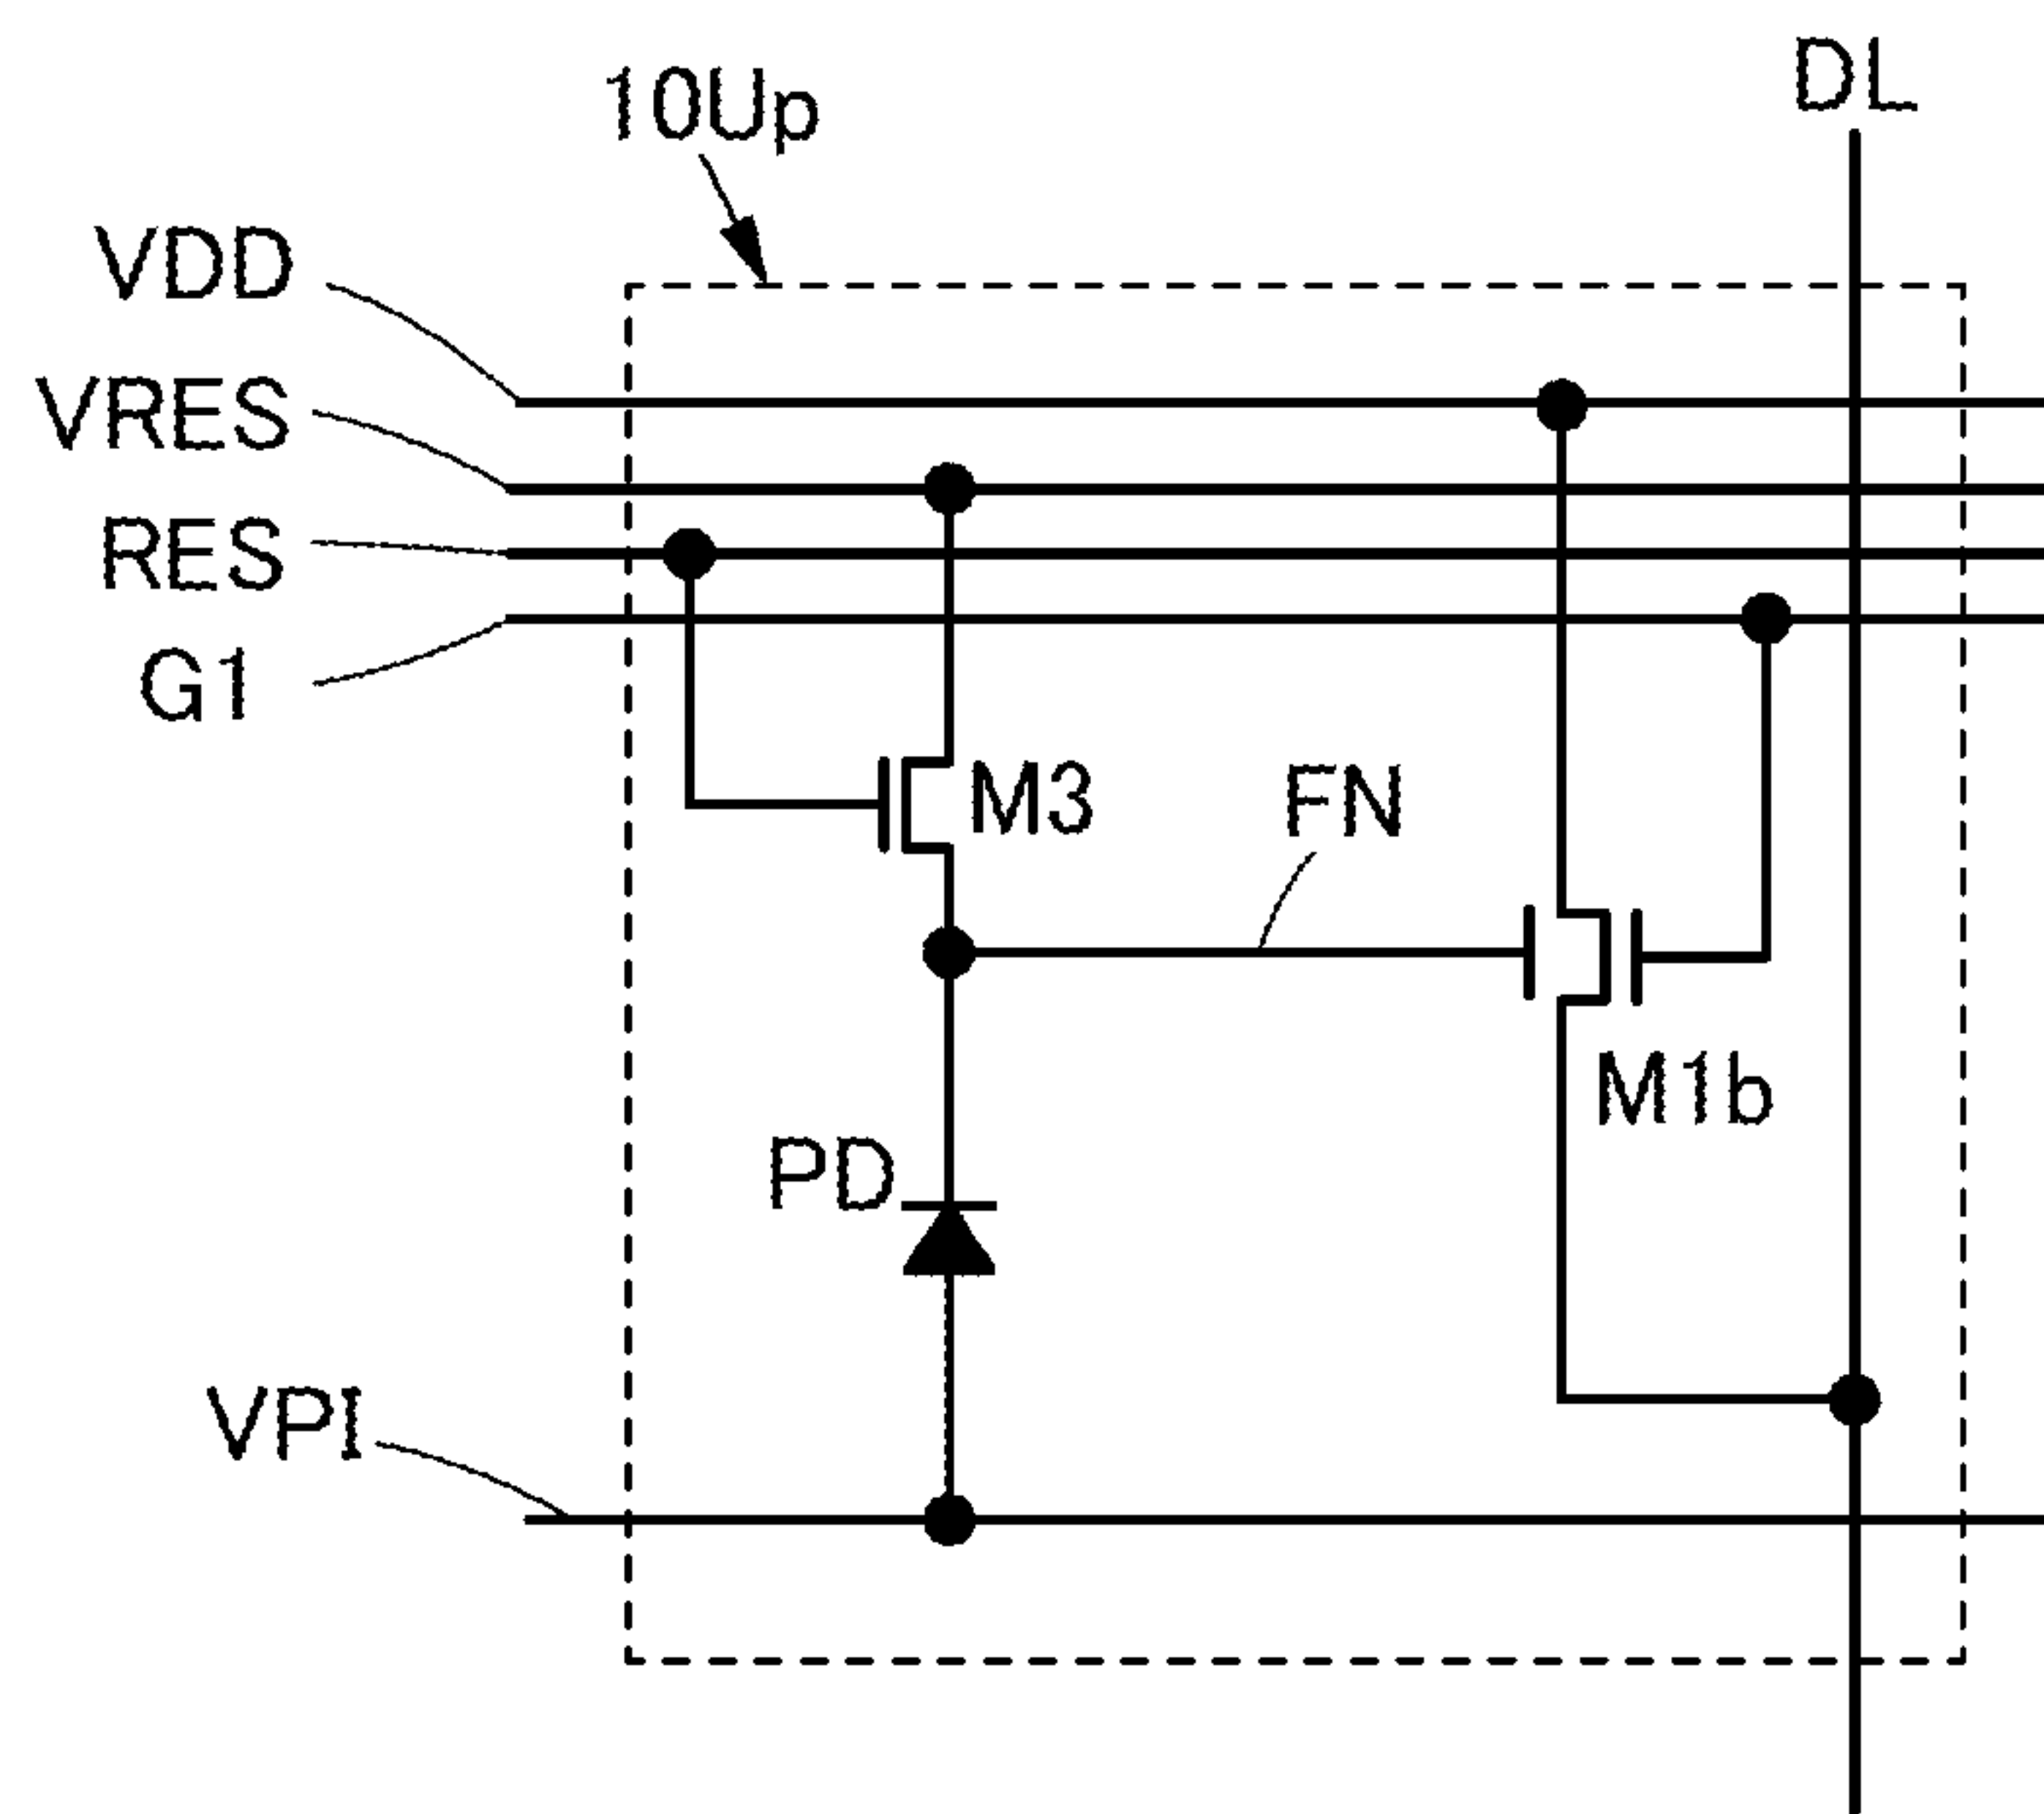 DL
10Up
VDD
VRES
RES
G1
M3
FN
M1b
PD
VPI